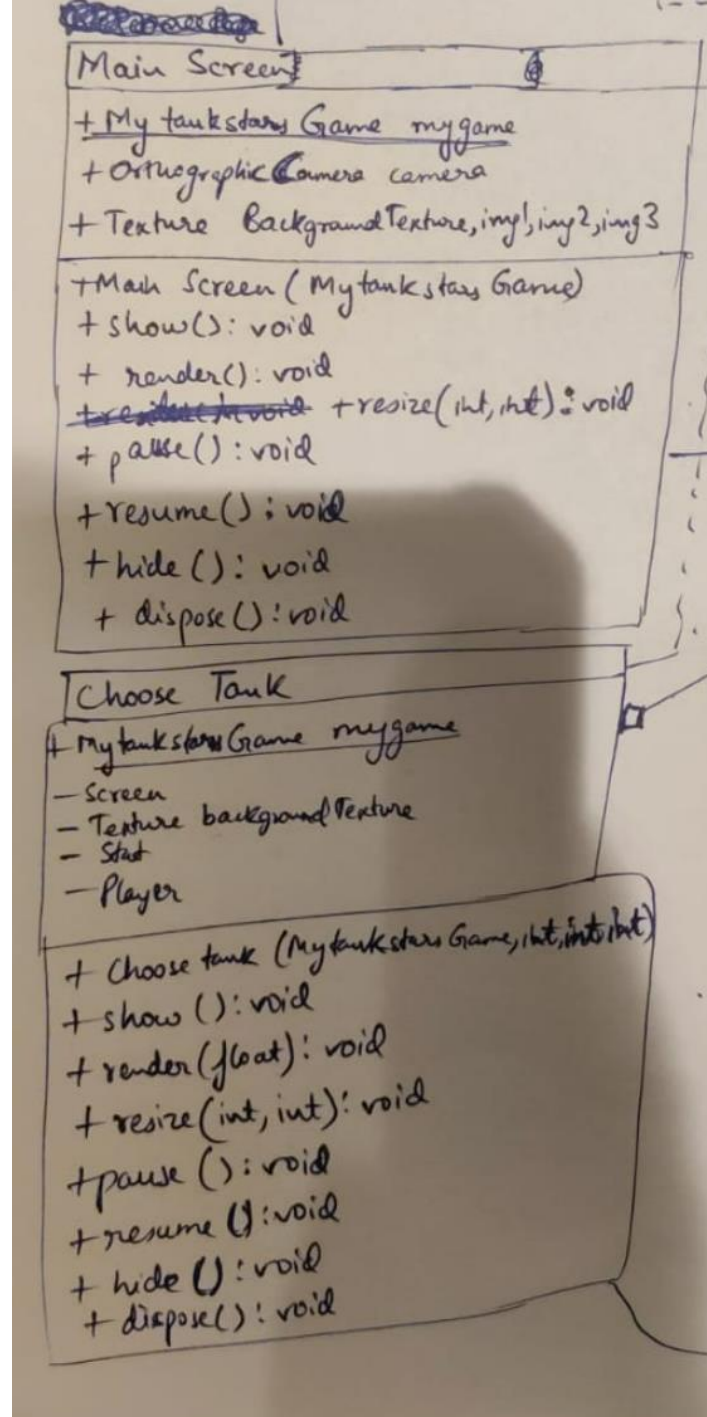 Main Screen
+ My tankstars Game mygame
+ Orthographic Camera camera
+ Texture BackgroundTexture, img1, img2, img3
+ Main Screen (Mytankstars Game)
+ show(): void
+ render(): void
+ resize(int, int): void
+ pause(): void
+ resume(): void
+ hide(): void
+ dispose(): void
Choose Tank
+ Mytankstars Game mygame
- Screen
- Texture backgroundTexture
- Start
- Player
+ Choose tank (Mytankstars Game, int, int, int)
+ show(): void
+ render(float): void
+ resize(int, int): void
+ pause(): void
+ resume(): void
+ hide(): void
+ dispose(): void